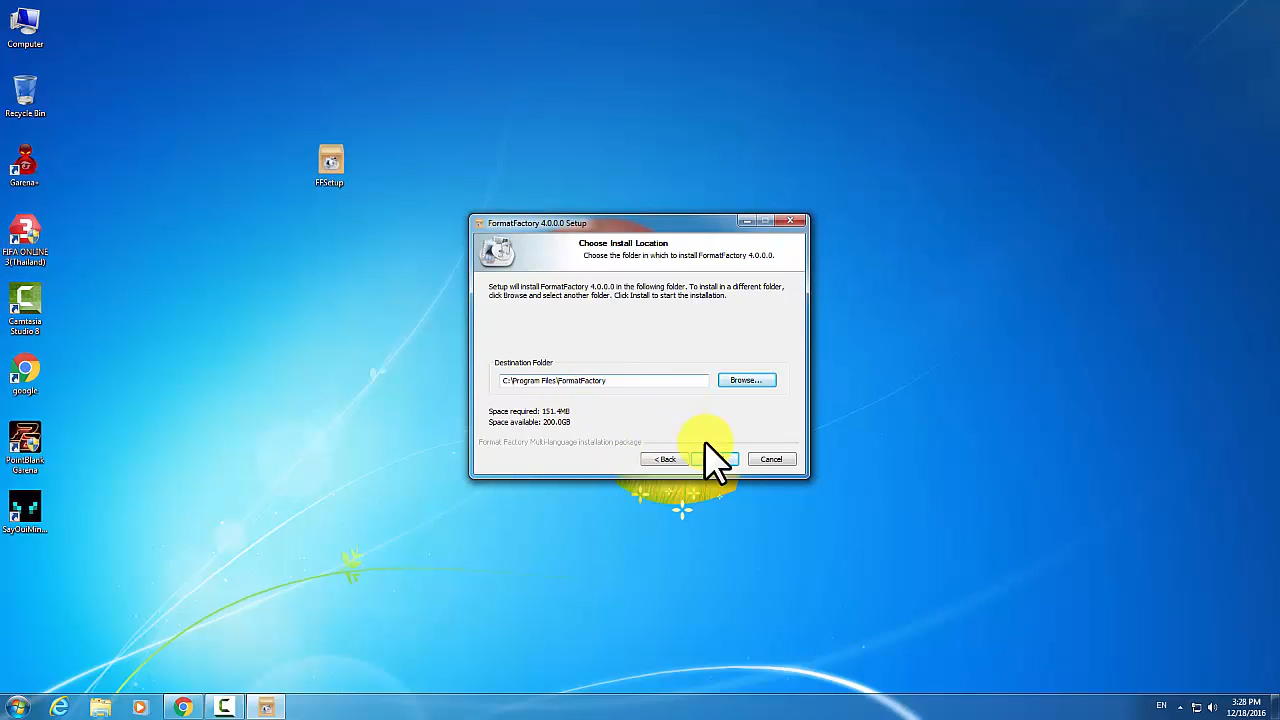 Computer
Recycle Bin
Garena+
FIFA ONLINE
3(Thailand)
Camtasia
Studio 8
google
PointBlank
Garena
SayOuiMin...
FFSetup
FormatFactory 4.0.0.0 Setup
Choose Install Location
Choose the folder in which to install FormatFactory 4.0.0.0.
Setup will install FormatFactory 4.0.0.0 in the following folder. To install in a different folder,
click Browse and select another folder. Click Install to start the installation.
Destination Folder
C:\Program Files\FormatFactory
Browse...
Space required: 151.4MB
Space available: 200.0GB
Format Factory Multi-language installation package
< Back
Cancel
EN
3:28 PM
12/18/2016